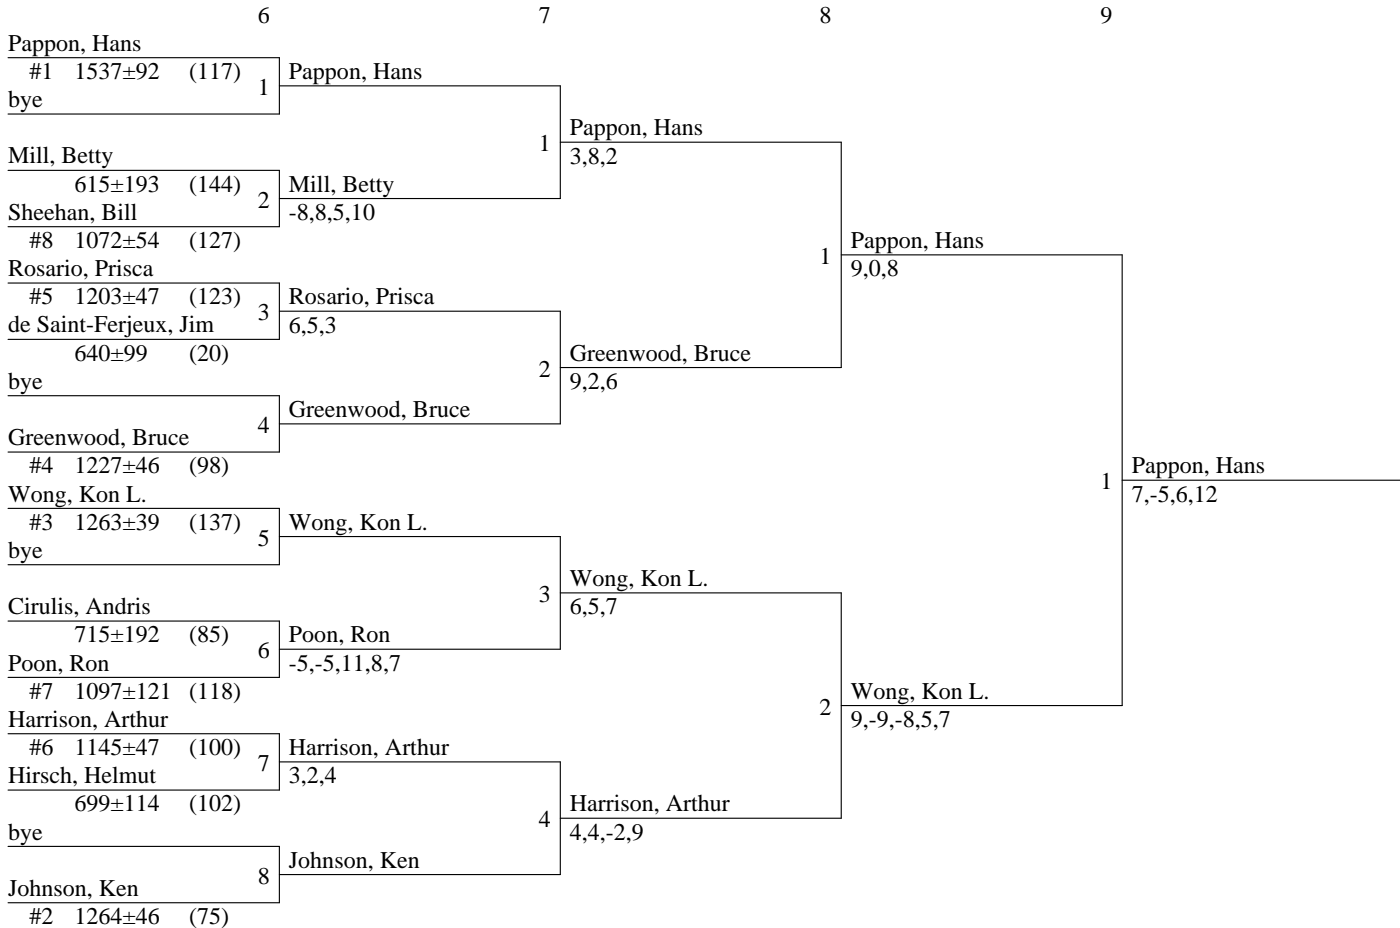 6 7 8 9
Pappon, Hans
#1 1537±92 (117)
1
Pappon, Hans
bye
Pappon, Hans
1
3,8,2
Mill, Betty
615±193 (144)
2
Mill, Betty
-8,8,5,10
Sheehan, Bill
#8 1072±54 (127)
Pappon, Hans
1
9,0,8
Rosario, Prisca
#5 1203±47 (123)
3
Rosario, Prisca
6,5,3
de Saint-Ferjeux, Jim
640±99 (20)
Greenwood, Bruce
2
9,2,6
bye
4
Greenwood, Bruce
Greenwood, Bruce
#4 1227±46 (98)
Pappon, Hans
1
7,-5,6,12
Wong, Kon L.
#3 1263±39 (137)
5
Wong, Kon L.
bye
Wong, Kon L.
3
6,5,7
Cirulis, Andris
715±192 (85)
6
Poon, Ron
-5,-5,11,8,7
Poon, Ron
#7 1097±121 (118)
Wong, Kon L.
2
9,-9,-8,5,7
Harrison, Arthur
#6 1145±47 (100)
7
Harrison, Arthur
3,2,4
Hirsch, Helmut
699±114 (102)
Harrison, Arthur
4
4,4,-2,9
bye
8
Johnson, Ken
Johnson, Ken
#2 1264±46 (75)